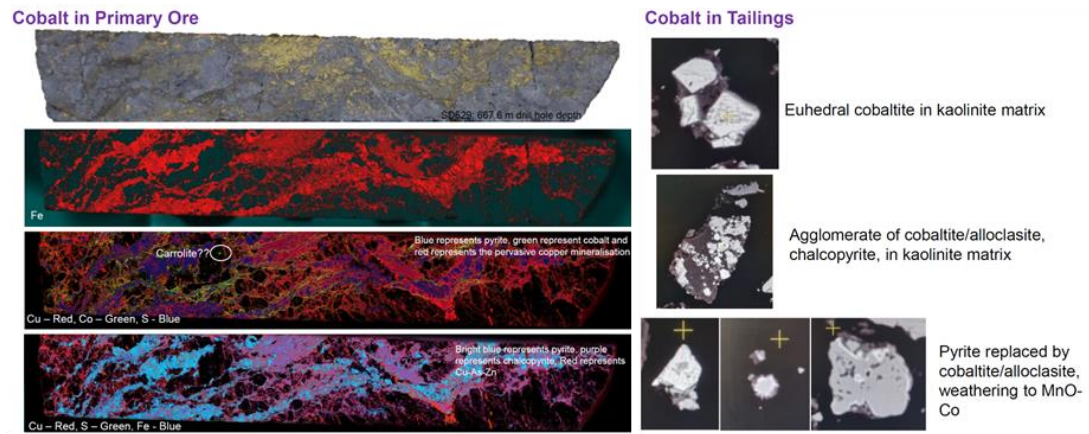 Cobalt in Primary Ore
SD529; 667.6 m drill hole depth
Fe
Carrolite??
Blue represents pyrite, green represent cobalt and
red represents the pervasive copper mineralisation
Cu – Red, Co – Green, S - Blue
Bright blue represents pyrite, purple
represents chalcopyrite, Red represents
Cu-As-Zn
Cu – Red, S – Green, Fe - Blue
Cobalt in Tailings
Euhedral cobaltite in kaolinite matrix
Agglomerate of cobaltite/alloclasite,
chalcopyrite, in kaolinite matrix
Pyrite replaced by
cobaltite/alloclasite,
weathering to MnO-
Co